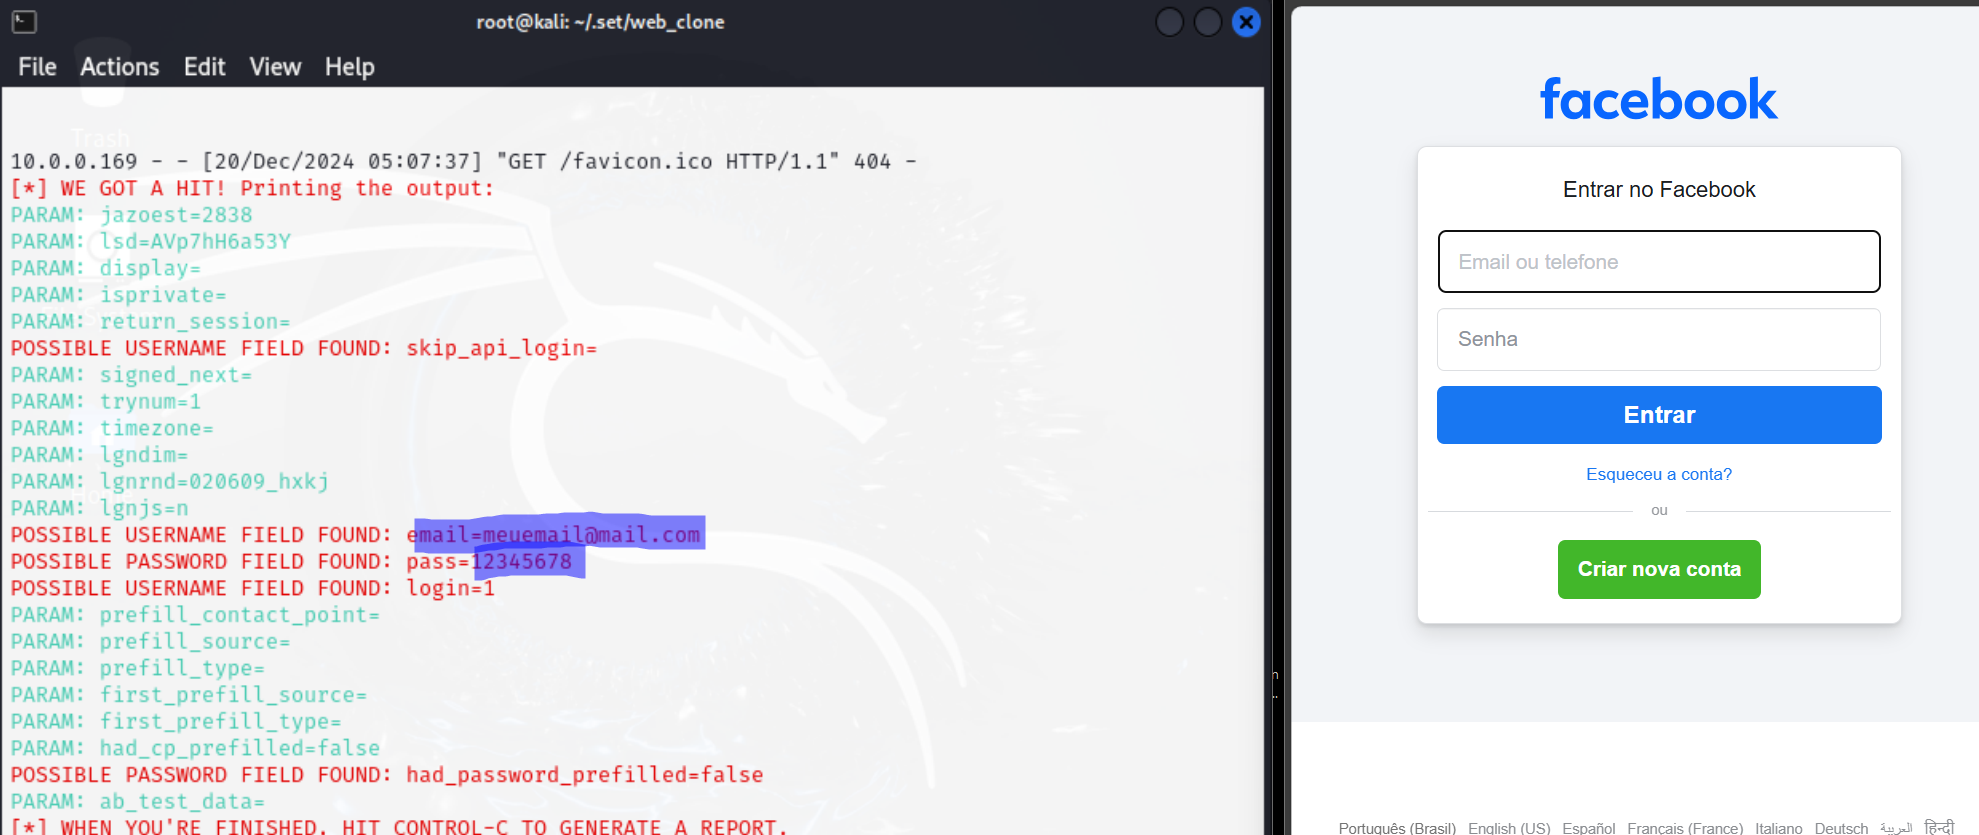 root@kali: ~/.set/web_clone
File Actions Edit View Help
Trash
10.0.0.169 - - [20/Dec/2024 05:07:37] "GET /favicon.ico HTTP/1.1" 404 -
[*] WE GOT A HIT! Printing the output:
PARAM: jazoest=2838
PARAM: lsd=AVp7hH6a53Y
PARAM: display=
PARAM: isprivate=
PARAM: return_session=
POSSIBLE USERNAME FIELD FOUND: skip_api_login=
PARAM: signed_next=
PARAM: trynum=1
PARAM: timezone=
PARAM: lgndim=
PARAM: lgnrnd=020609_hxkj
PARAM: lgnjs=n
POSSIBLE USERNAME FIELD FOUND: email=meuemail@mail.com
POSSIBLE PASSWORD FIELD FOUND: pass=12345678
POSSIBLE USERNAME FIELD FOUND: login=1
PARAM: prefill_contact_point=
PARAM: prefill_source=
PARAM: prefill_type=
PARAM: first_prefill_source=
PARAM: first_prefill_type=
PARAM: had_cp_prefilled=false
POSSIBLE PASSWORD FIELD FOUND: had_password_prefilled=false
PARAM: ab_test_data=
[*] WHEN YOU'RE FINISHED, HIT CONTROL-C TO GENERATE A REPORT.
facebook
Entrar no Facebook
Email ou telefone
Senha
Entrar
Esqueceu a conta?
ou
Criar nova conta
Português (Brasil) English (US) Español Français (France) Italiano Deutsch العربية हिन्दी